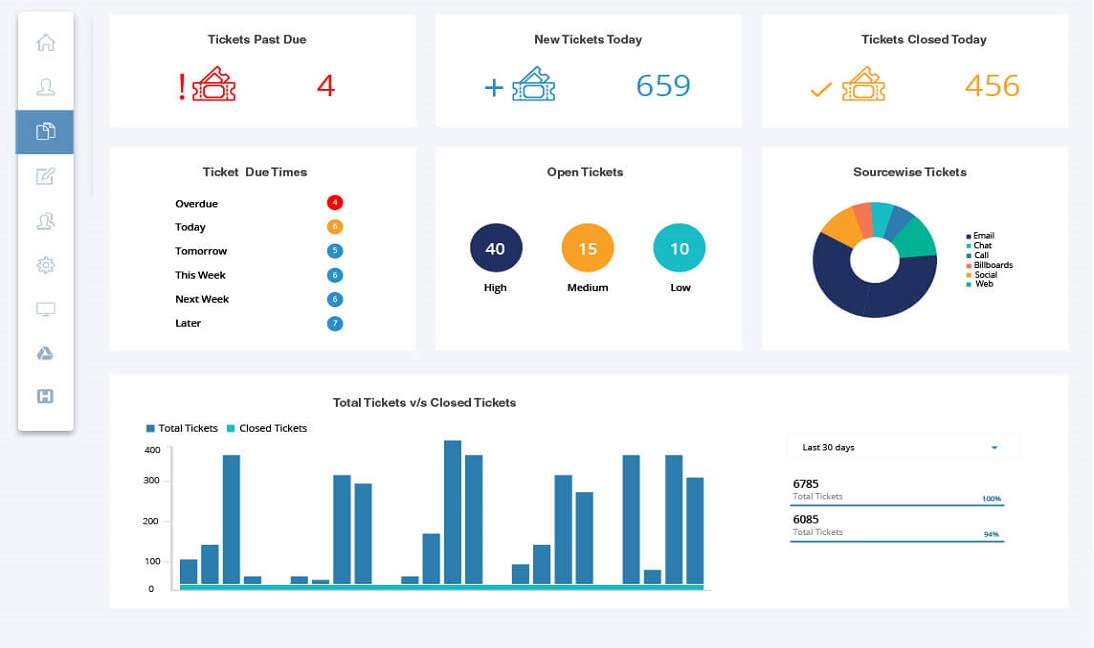 Tickets Past Due
! 4
New Tickets Today
+ 659
Tickets Closed Today
456
Ticket Due Times
Overdue 4
Today 6
Tomorrow 5
This Week 6
Next Week 6
Later 7
Open Tickets
40 15 10
High Medium Low
Sourcewise Tickets
Email
Chat
Call
Billboards
Social
Web
Total Tickets v/s Closed Tickets
Total Tickets Closed Tickets
400
300
200
100
0
Last 30 days
6785
Total Tickets 100%
6085
Total Tickets 94%
H